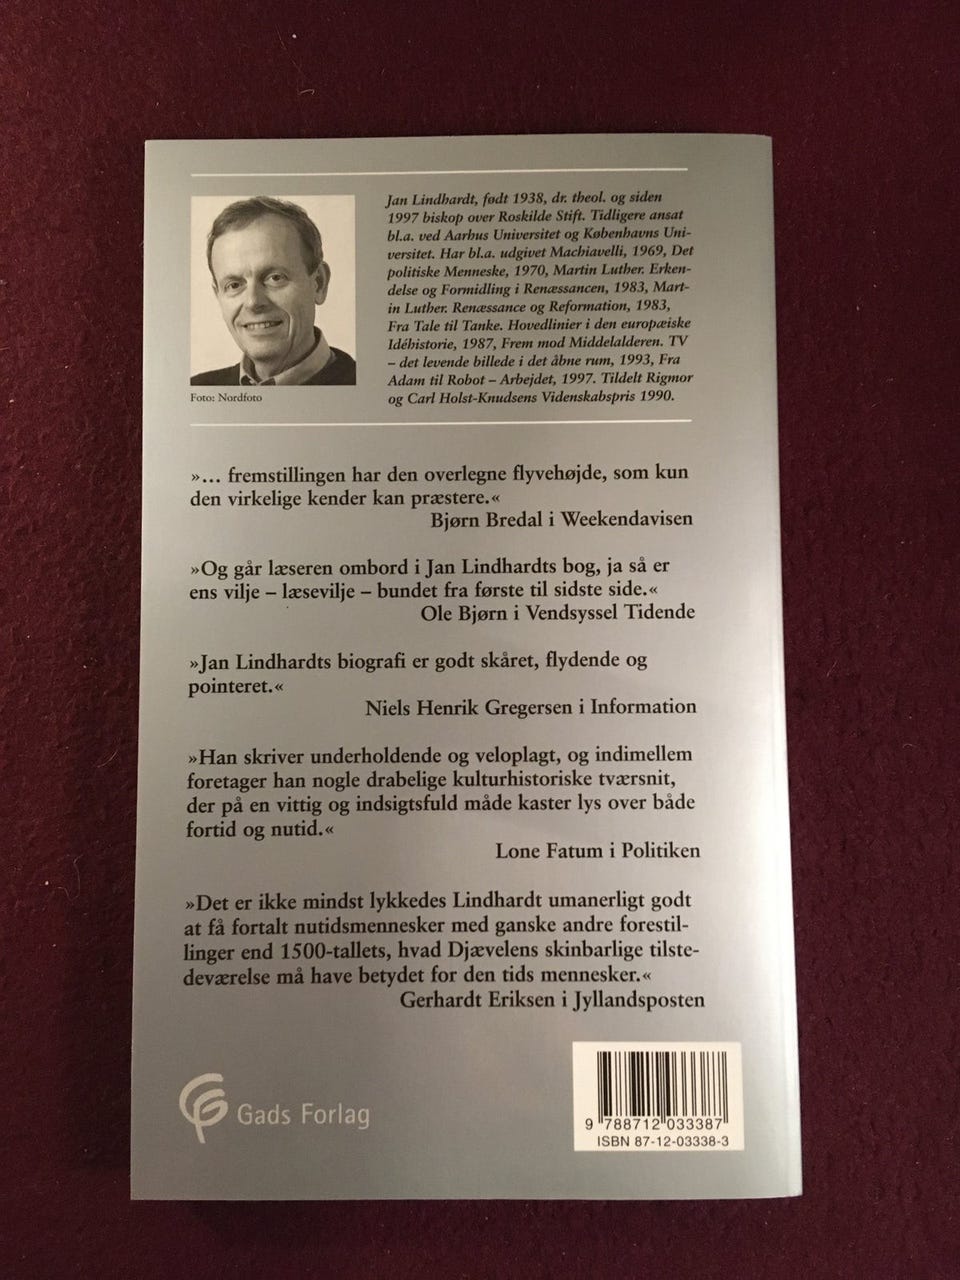 Jan Lindhardt, født 1938, dr. theol. og siden
1997 biskop over Roskilde Stift. Tidligere ansat
bl.a. ved Aarhus Universitet og Københavns Uni-
versitet. Har bl.a. udgivet Machiavelli, 1969, Det
politiske Menneske, 1970, Martin Luther. Erken-
delse og Formidling i Renæssancen, 1983, Mart-
in Luther. Renæssance og Reformation, 1983,
Fra Tale til Tanke. Hovedlinier i den europæiske
Idéhistorie, 1987, Frem mod Middelalderen. TV
– det levende billede i det åbne rum, 1993, Fra
Adam til Robot – Arbejdet, 1997. Tildelt Rigmor
og Carl Holst-Knudsens Videnskabspris 1990.
Foto: Nordfoto
»... fremstillingen har den overlegne flyvehøjde, som kun
den virkelige kender kan præstere.«
Bjørn Bredal i Weekendavisen
»Og går læseren ombord i Jan Lindhardts bog, ja så er
ens vilje – læsevilje – bundet fra første til sidste side.«
Ole Bjørn i Vendsyssel Tidende
»Jan Lindhardts biografi er godt skåret, flydende og
pointeret.«
Niels Henrik Gregersen i Information
»Han skriver underholdende og veloplagt, og indimellem
foretager han nogle drabelige kulturhistoriske tværsnit,
der på en vittig og indsigtsfuld måde kaster lys over både
fortid og nutid.«
Lone Fatum i Politiken
»Det er ikke mindst lykkedes Lindhardt umanerligt godt
at få fortalt nutidsmennesker med ganske andre forestil-
linger end 1500-tallets, hvad Djævelens skinbarlige tilste-
deværelse må have betydet for den tids mennesker.«
Gerhardt Eriksen i Jyllandsposten
Gads Forlag
9 788712 033387
ISBN 87-12-03338-3